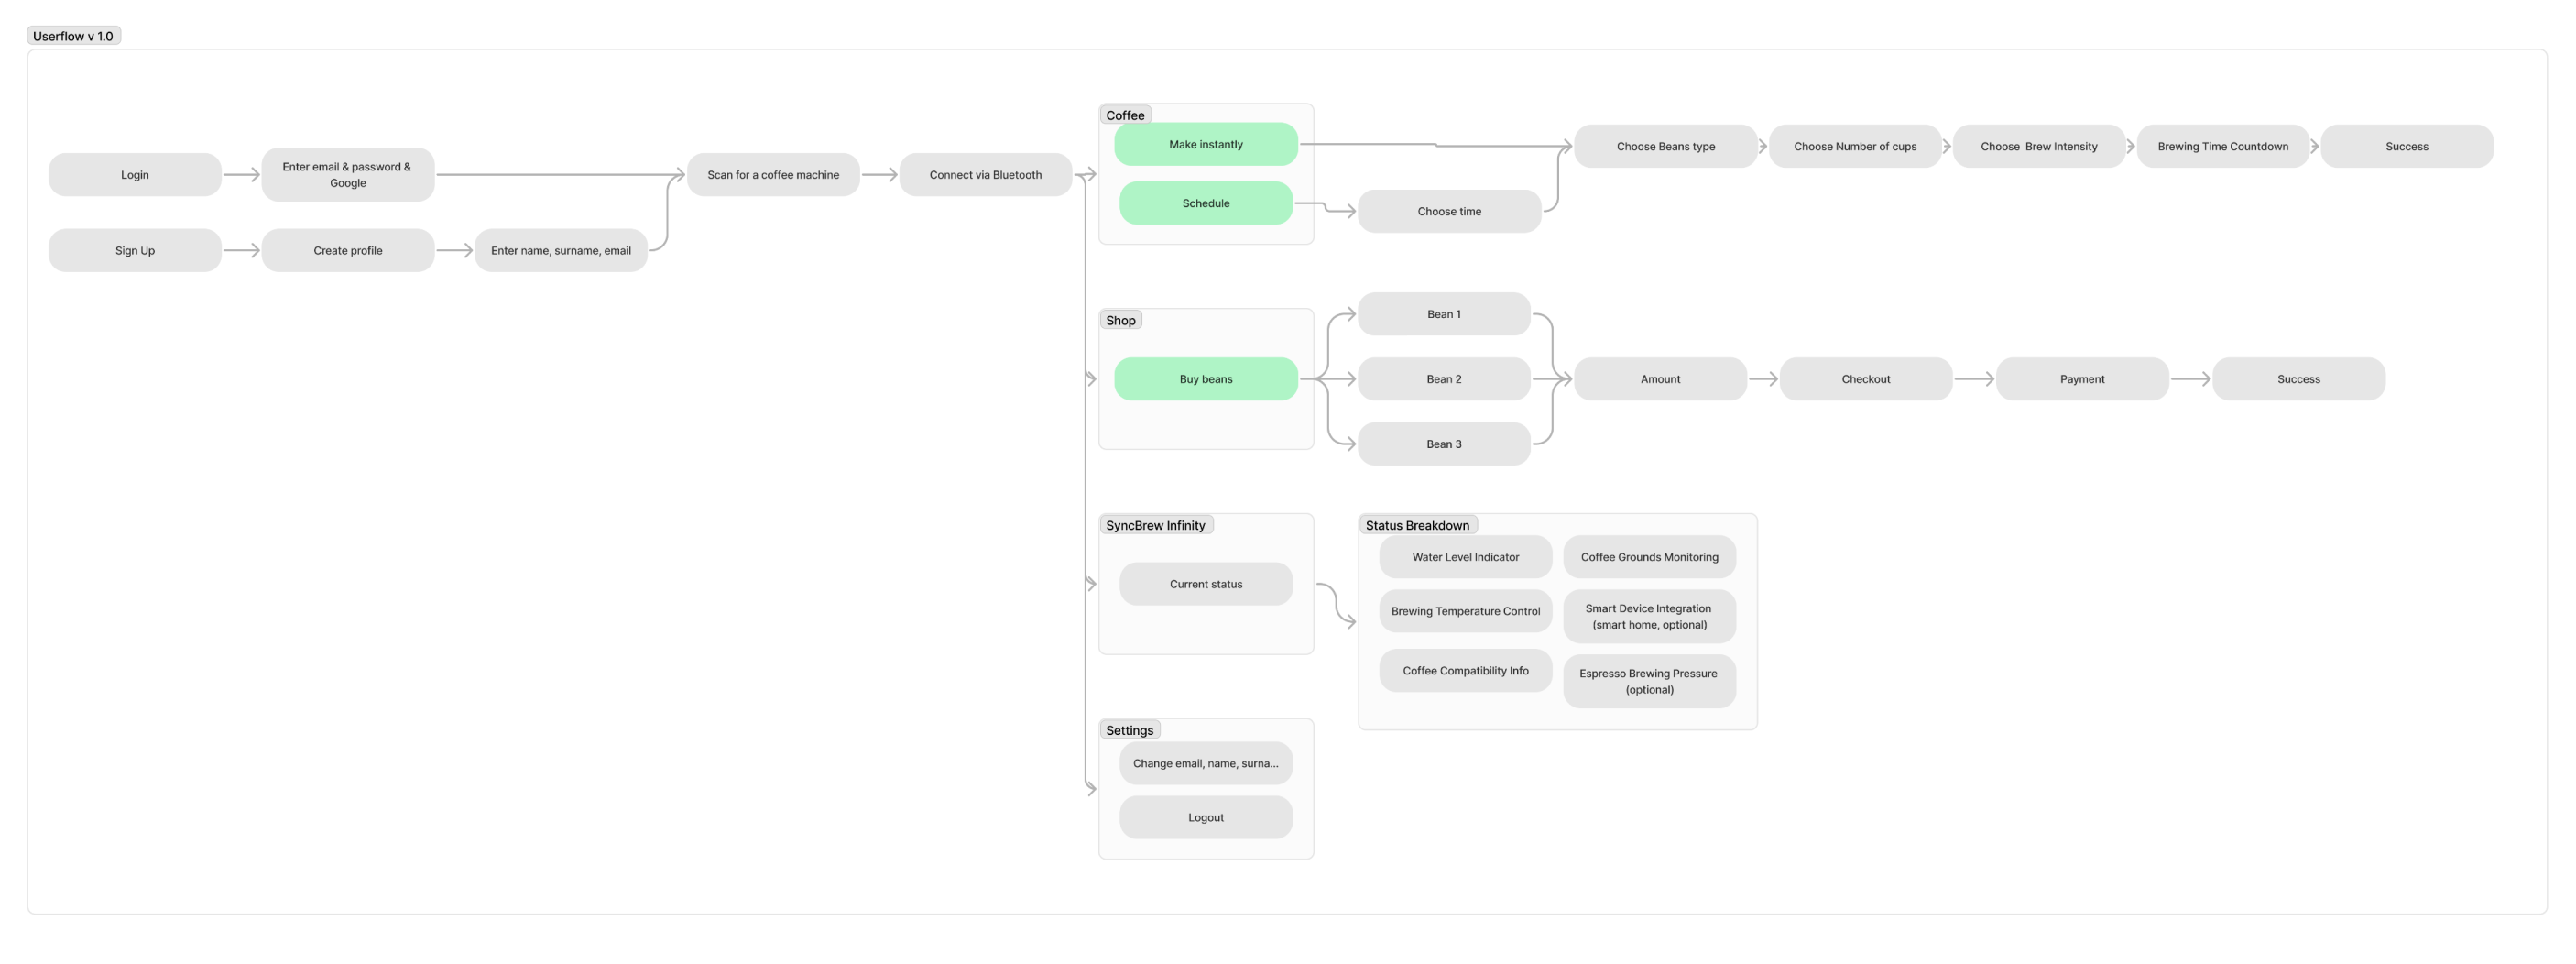 Userflow v 1.0
Login
Enter email & password &
Google
Sign Up
Create profile
Enter name, surname, email
Scan for a coffee machine
Connect via Bluetooth
Coffee
Make instantly
Schedule
Choose time
Choose Beans type
Choose Number of cups
Choose Brew Intensity
Brewing Time Countdown
Success
Shop
Buy beans
Bean 1
Bean 2
Bean 3
Amount
Checkout
Payment
Success
SyncBrew Infinity
Current status
Status Breakdown
Water Level Indicator
Coffee Grounds Monitoring
Brewing Temperature Control
Smart Device Integration
(smart home, optional)
Coffee Compatibility Info
Espresso Brewing Pressure
(optional)
Settings
Change email, name, surna...
Logout